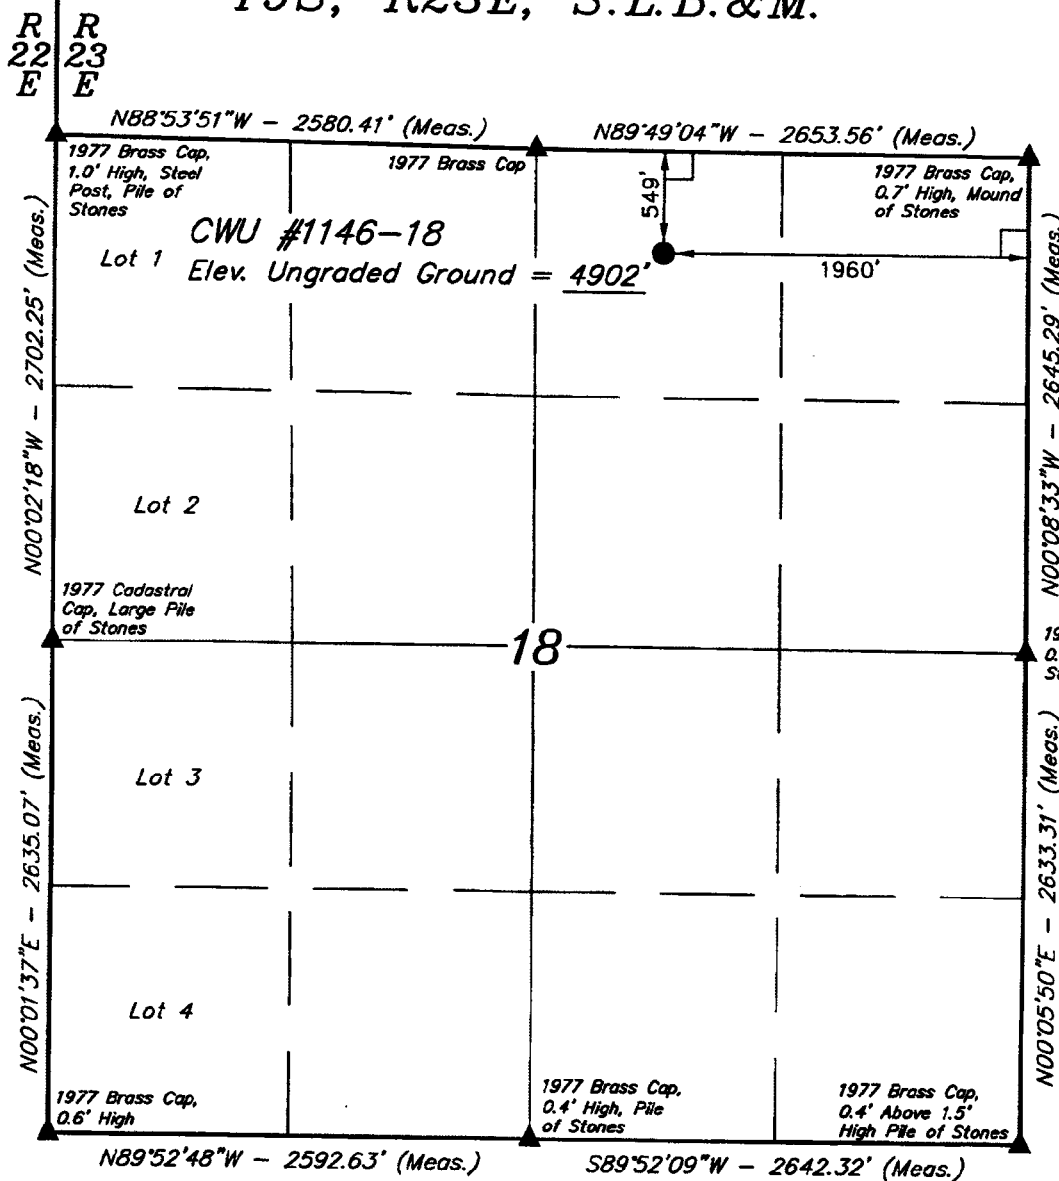 R23E, S.L.B.&M.
R R
22 23
E E
N88°53'51"W - 2580.41' (Meas.)
N89°49'04"W - 2653.56' (Meas.)
1977 Brass Cap,
1.0' High, Steel
Post, Pile of
Stones
1977 Brass Cap
1977 Brass Cap,
0.7' High, Mound
of Stones
549'
CWU #1146-18
Lot 1
Elev. Ungraded Ground = 4902'
1960'
N00°02'18"W - 2702.25' (Meas.)
N00°08'33"W - 2645.29' (Meas.)
Lot 2
1977 Cadastral
Cap, Large Pile
of Stones
18
Lot 3
N00°01'37"E - 2635.07' (Meas.)
N00°05'50"E - 2633.31' (Meas.)
Lot 4
1977 Brass Cap,
0.6' High
1977 Brass Cap,
0.4' High, Pile
of Stones
1977 Brass Cap,
0.4' Above 1.5'
High Pile of Stones
N89°52'48"W - 2592.63' (Meas.)
S89°52'09"W - 2642.32' (Meas.)